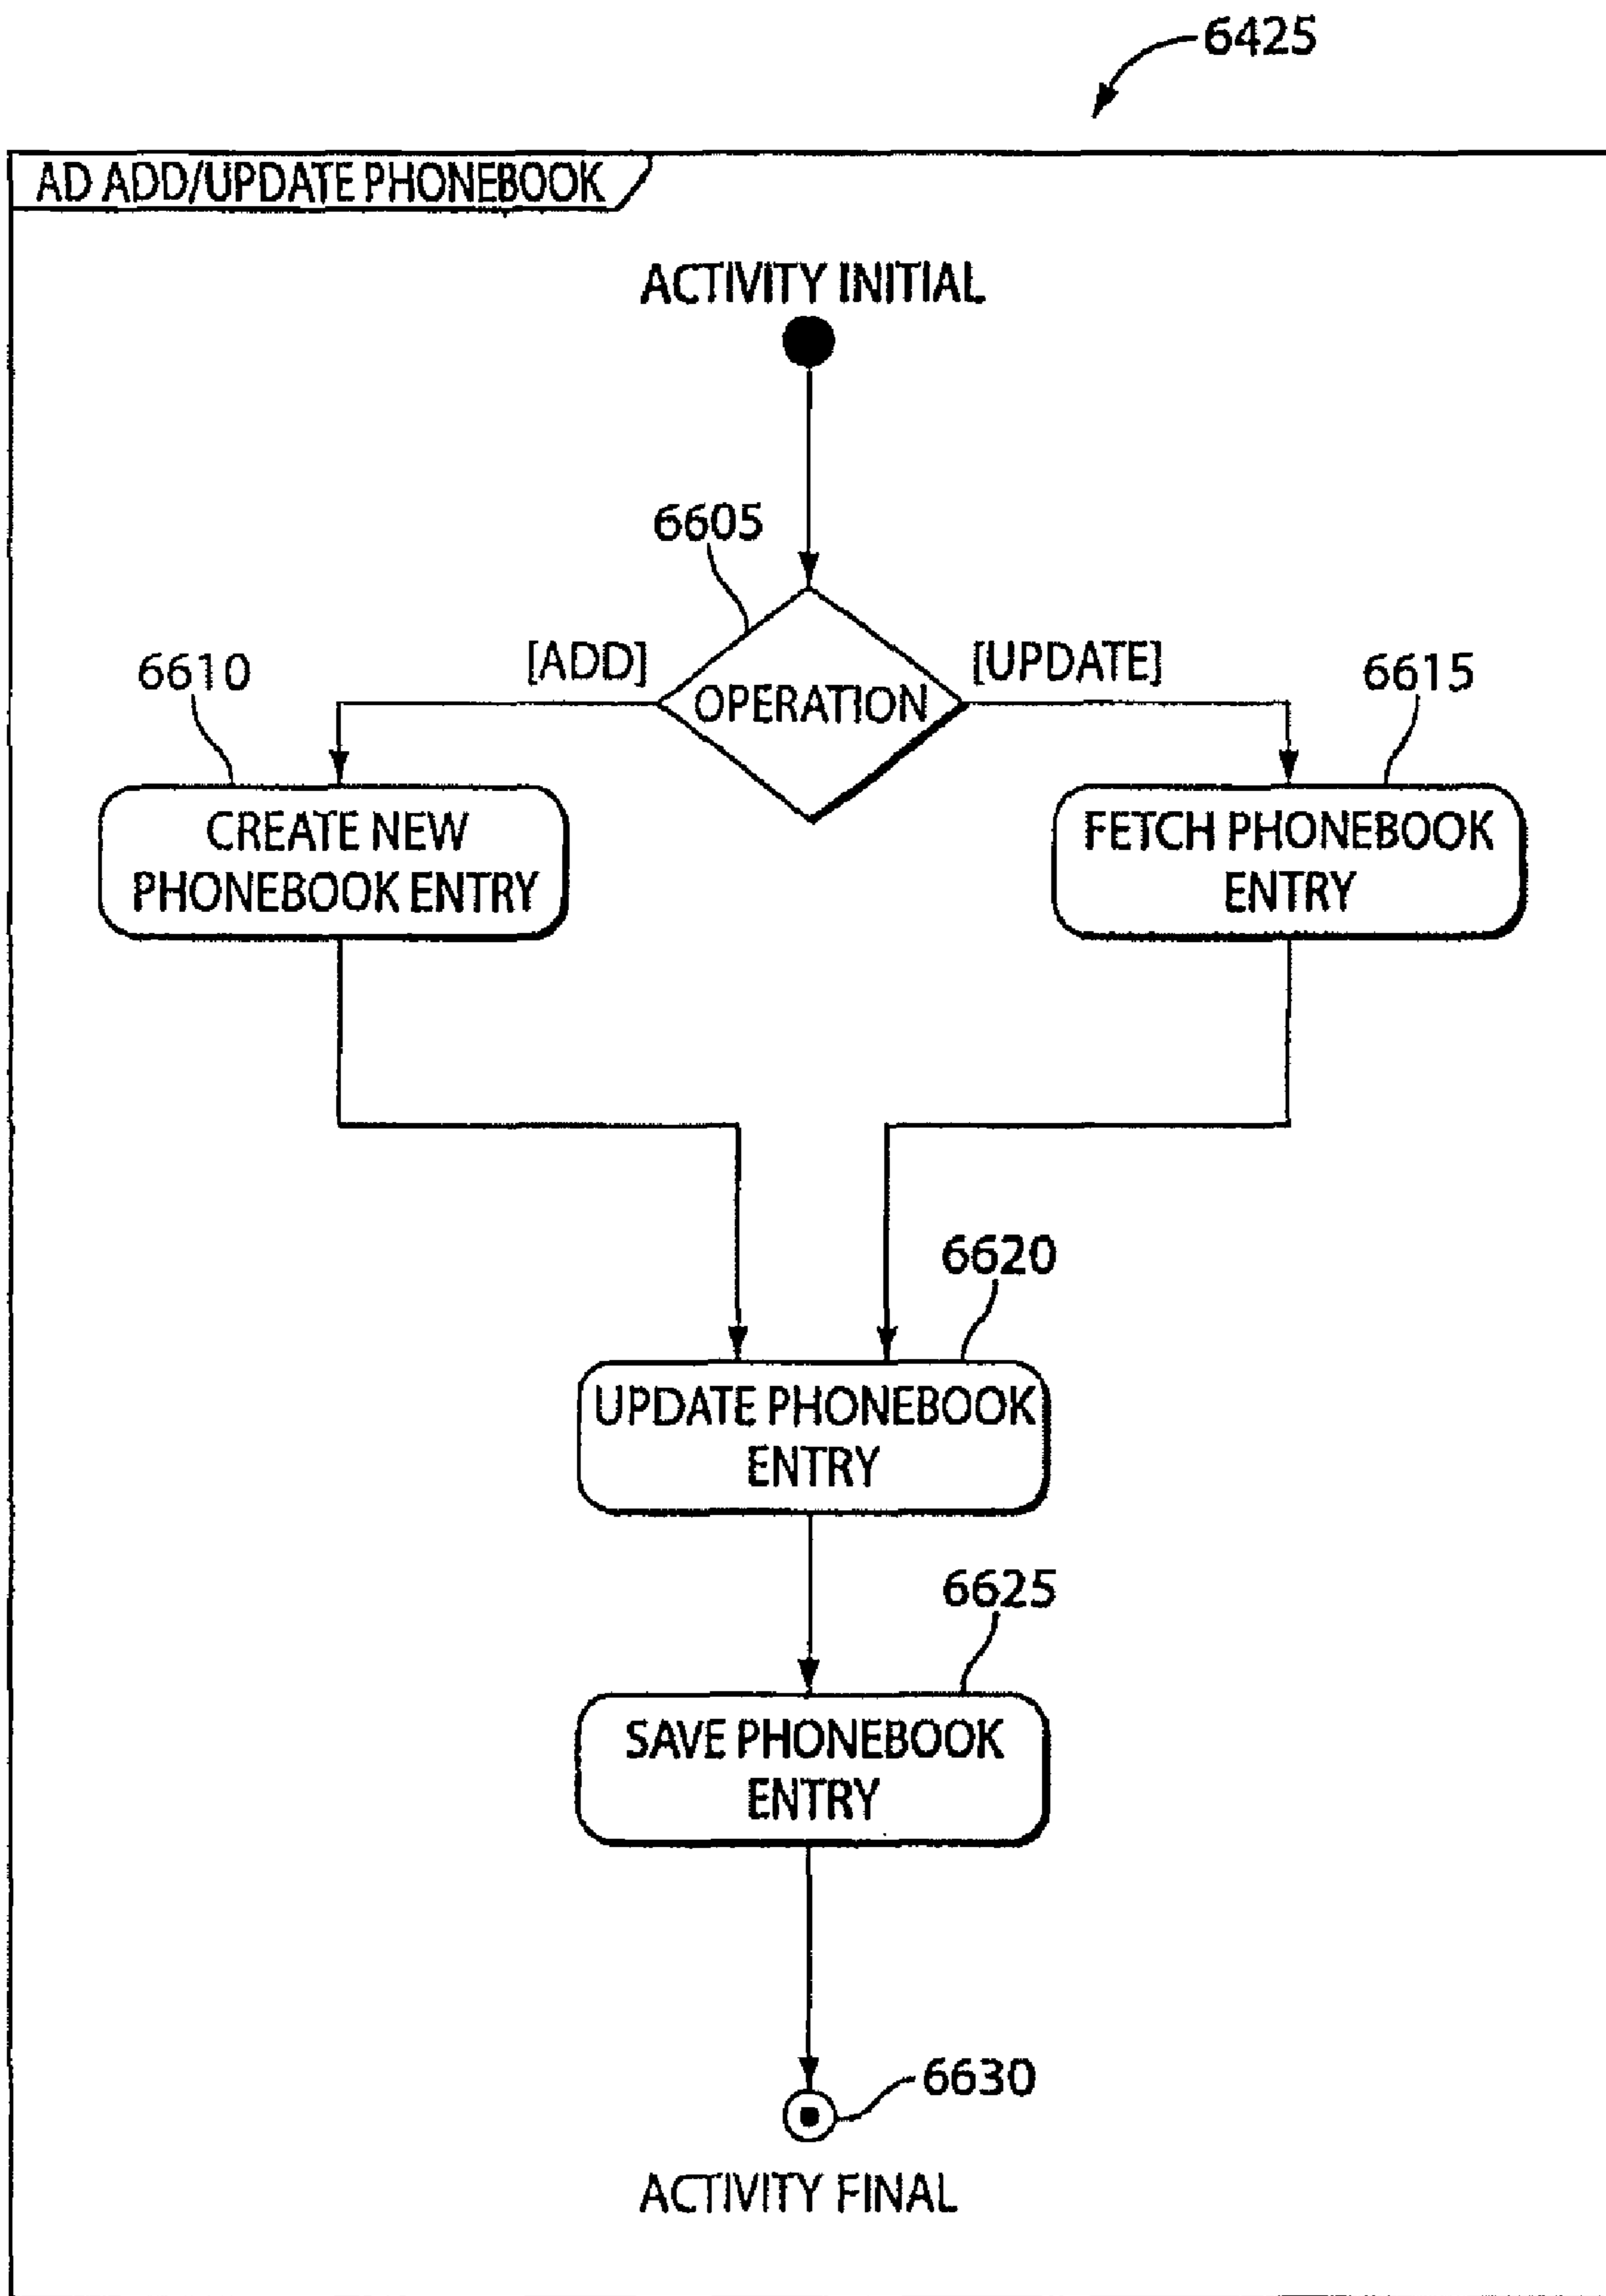 6425
AD ADD/UPDATE PHONEBOOK
ACTIVITY INITIAL
6605
[ADD]
[UPDATE]
6610
OPERATION
6615
CREATE NEW
PHONEBOOK ENTRY
FETCH PHONEBOOK
ENTRY
6620
UPDATE PHONEBOOK
ENTRY
6625
SAVE PHONEBOOK
ENTRY
6630
ACTIVITY FINAL